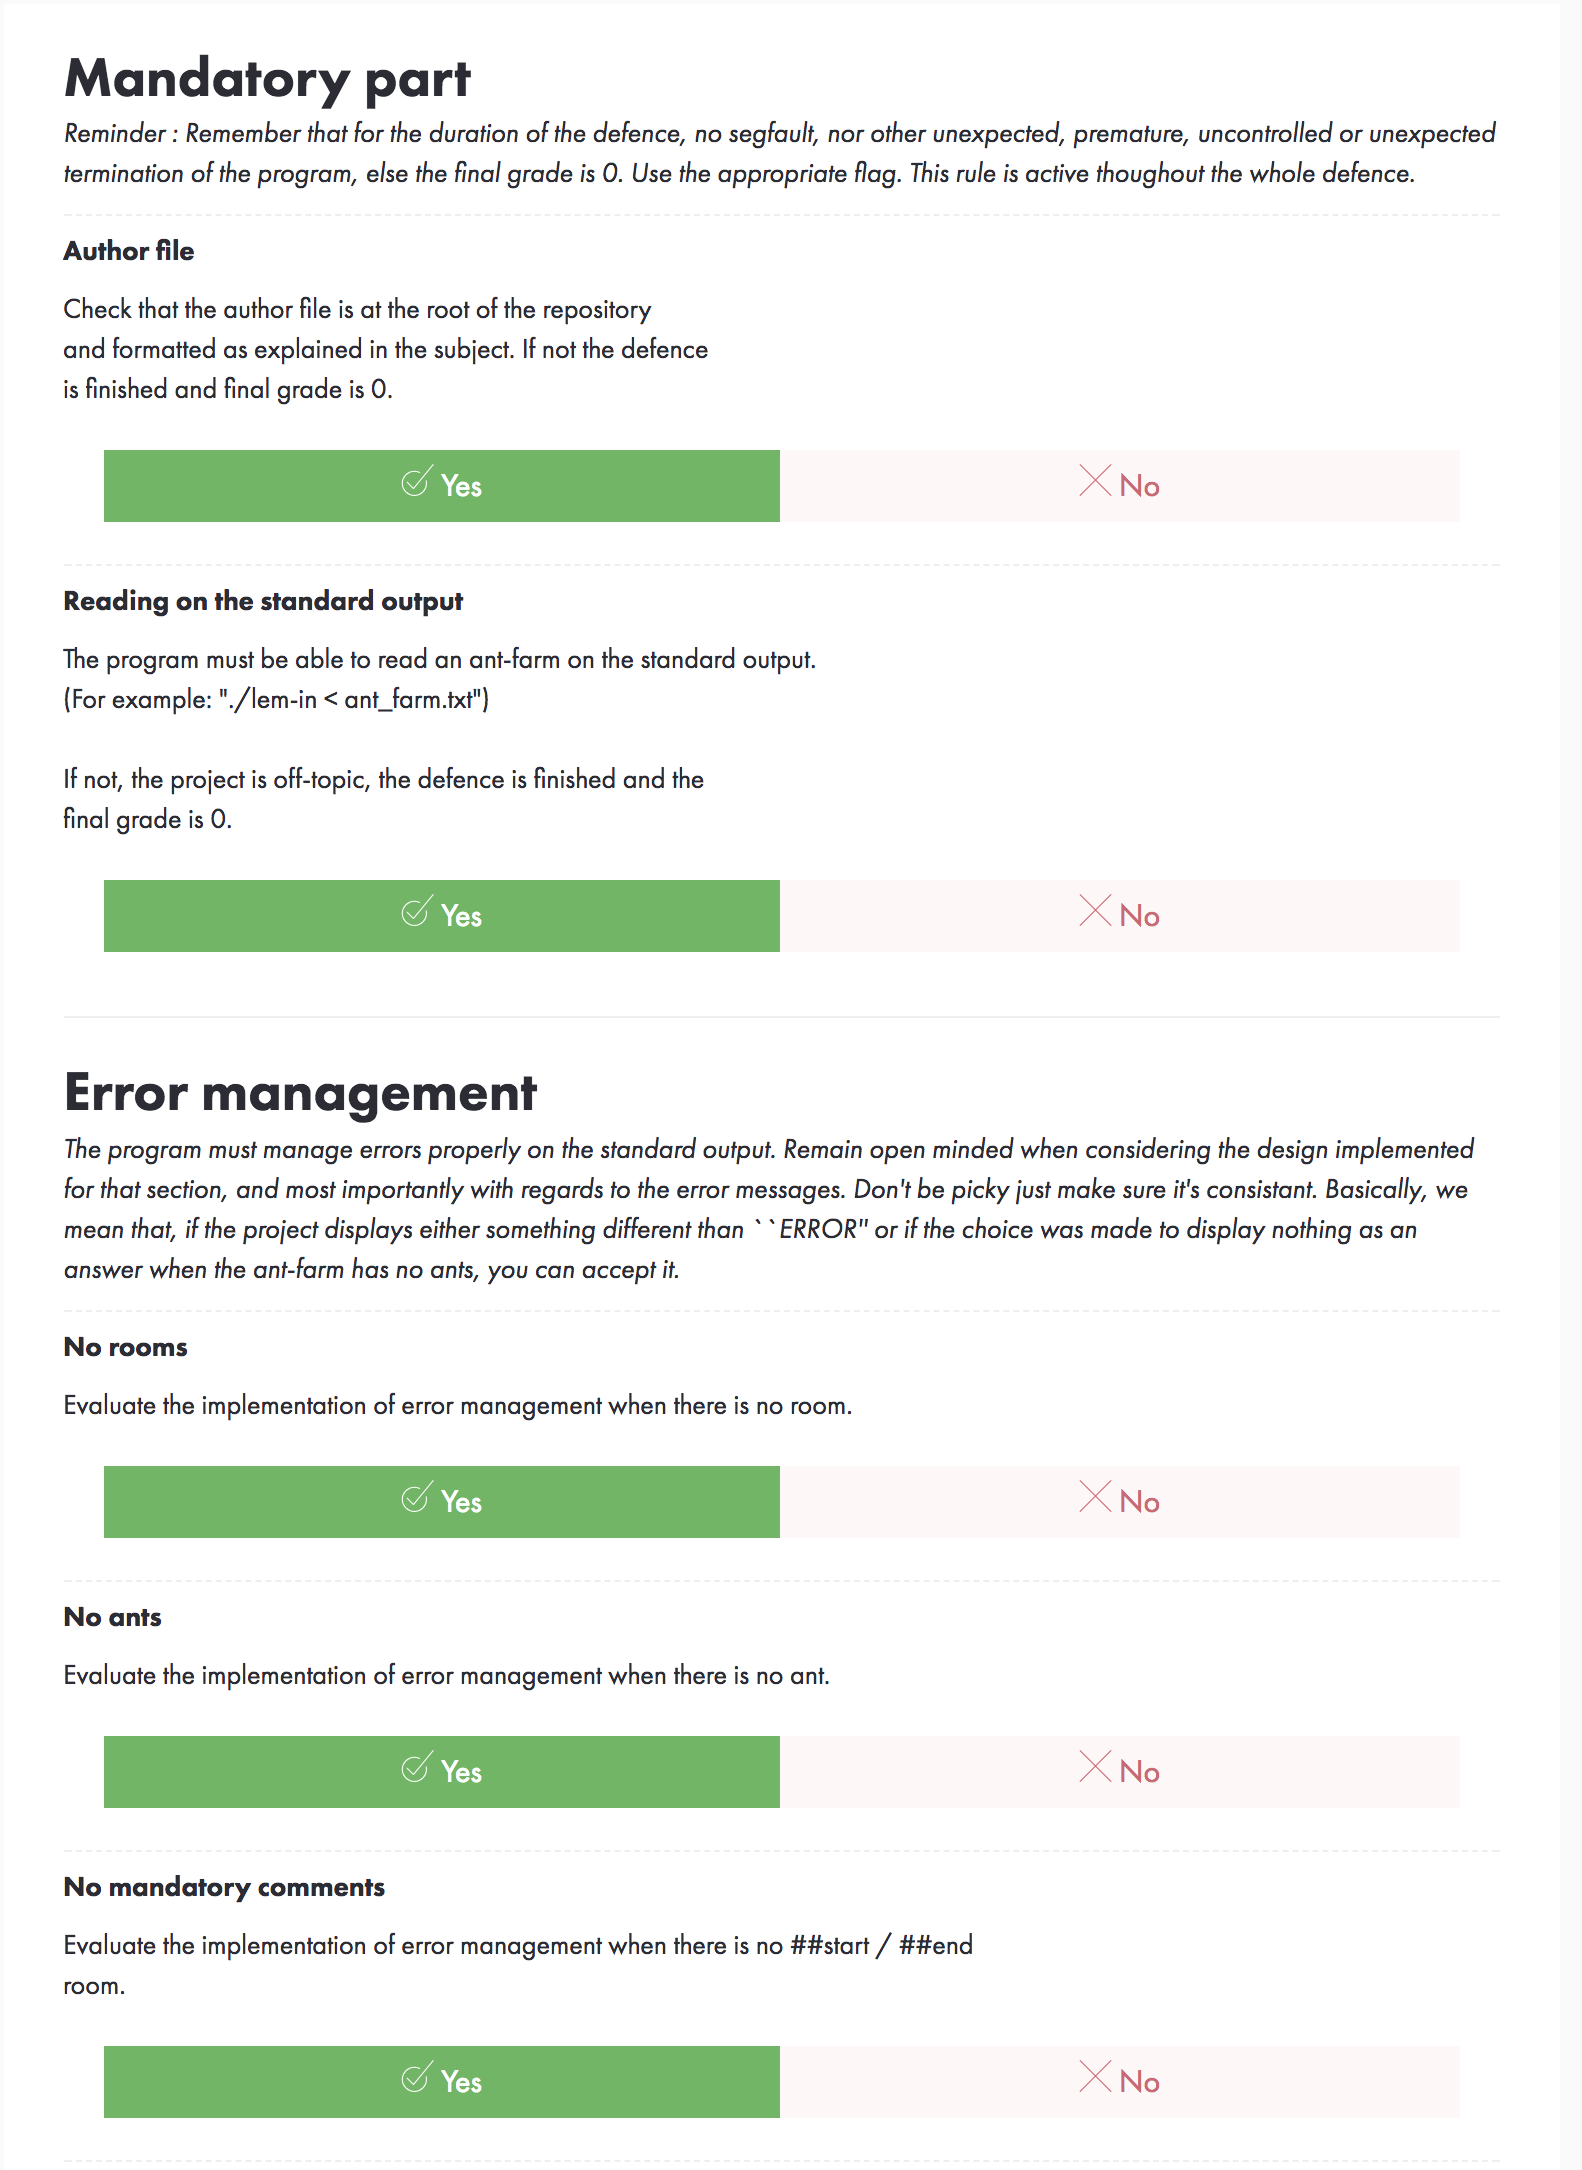 Mandatory part
Reminder : Remember that for the duration of the defence, no segfault, nor other unexpected, premature, uncontrolled or unexpected
termination of the program, else the final grade is 0. Use the appropriate flag. This rule is active thoughout the whole defence.
Author file
Check that the author file is at the root of the repository
and formatted as explained in the subject. If not the defence
is finished and final grade is 0.
Yes
No
Reading on the standard output
The program must be able to read an ant-farm on the standard output.
(For example: "./lem-in < ant_farm.txt")
If not, the project is off-topic, the defence is finished and the
final grade is 0.
Yes
No
Error management
The program must manage errors properly on the standard output. Remain open minded when considering the design implemented
for that section, and most importantly with regards to the error messages. Don't be picky just make sure it's consistant. Basically, we
mean that, if the project displays either something different than ``ERROR" or if the choice was made to display nothing as an
answer when the ant-farm has no ants, you can accept it.
No rooms
Evaluate the implementation of error management when there is no room.
Yes
No
No ants
Evaluate the implementation of error management when there is no ant.
Yes
No
No mandatory comments
Evaluate the implementation of error management when there is no ##start / ##end
room.
Yes
No